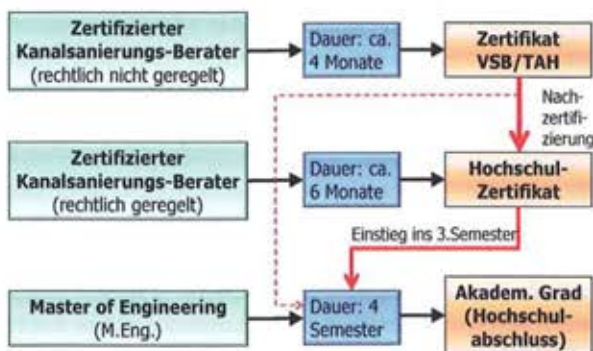 Zertifizierter
Kanalsanierungs-Berater
(rechtlich nicht geregelt)
Dauer: ca.
4 Monate
Zertifikat
VSB/TAH
Nach-
zertifi-
zierung
Zertifizierter
Kanalsanierungs-Berater
(rechtlich geregelt)
Dauer: ca.
6 Monate
Hochschul-
Zertifikat
Einstieg ins 3.Semester
Master of Engineering
(M.Eng.)
Dauer: 4
Semester
Akadem. Grad
(Hochschul-
abschluss)